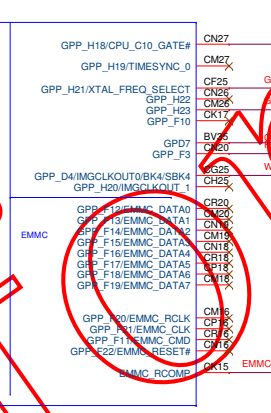 GPP_H18/CPU_C10_GATE# CN27
GPP_H19/TIMESYNC_0 CM27
GPP_H21/XTAL_FREQ_SELECT CF25
GPP_H22 CN26
GPP_H23 CM26
GPP_F10 CK17
GPD7 BV35
GPP_F3 CN20
GPP_D4/IMGCLKOUT0/BK4/SBK4 CG25
GPP_H20/IMGCLKOUT_1 CH25
GPP_F12/EMMC_DATA0 CR20
GPP_F13/EMMC_DATA1 CM20
GPP_F14/EMMC_DATA2 CN19
GPP_F15/EMMC_DATA3 CM19
GPP_F16/EMMC_DATA4 CN18
GPP_F17/EMMC_DATA5 CR18
GPP_F18/EMMC_DATA6 CP18
GPP_F19/EMMC_DATA7 CM18
EMMC
GPP_F20/EMMC_RCLK CM16
GPP_F21/EMMC_CLK CP16
GPP_F11/EMMC_CMD CR16
GPP_F22/EMMC_RESET# CN16
EMMC_RCOMP CK15 EMMC